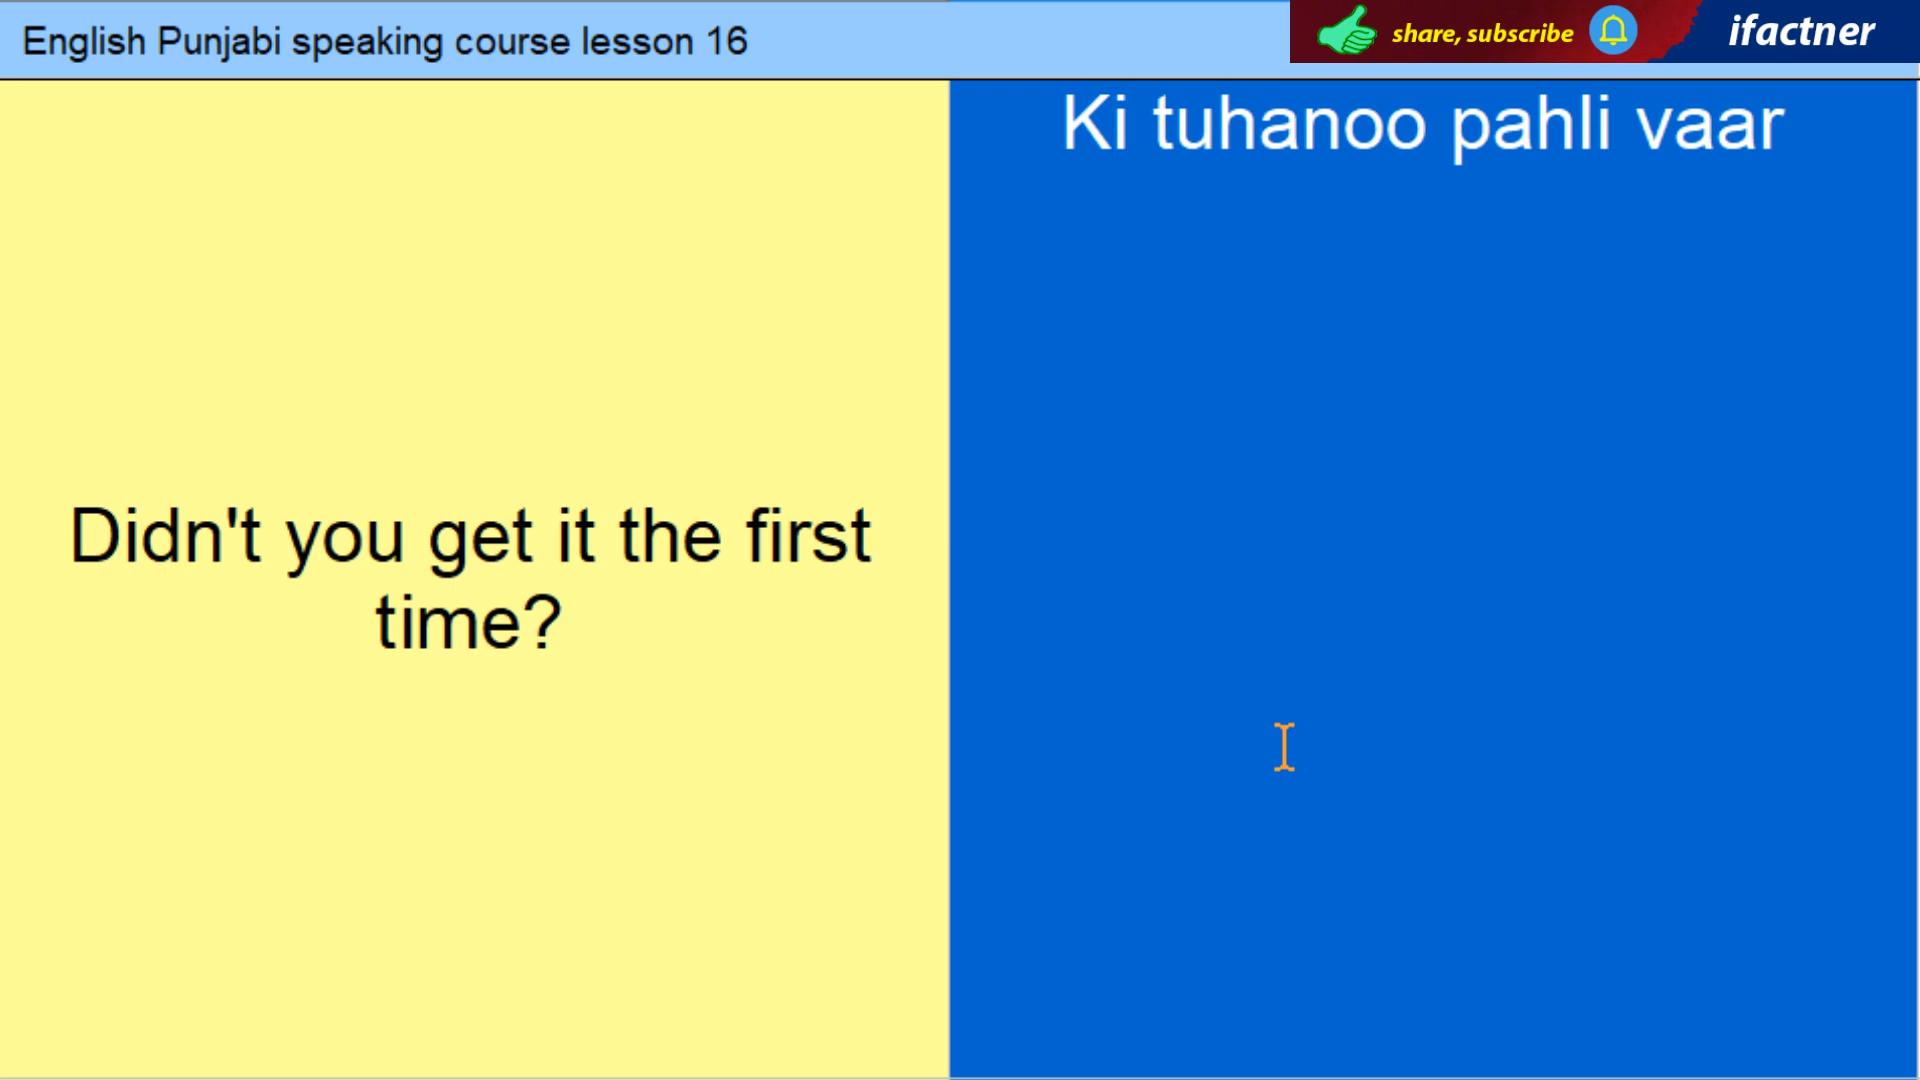 English Punjabi speaking course lesson 16
share, subscribe
ifactner
Ki tuhanoo pahli vaar
Didn't you get it the first
time?